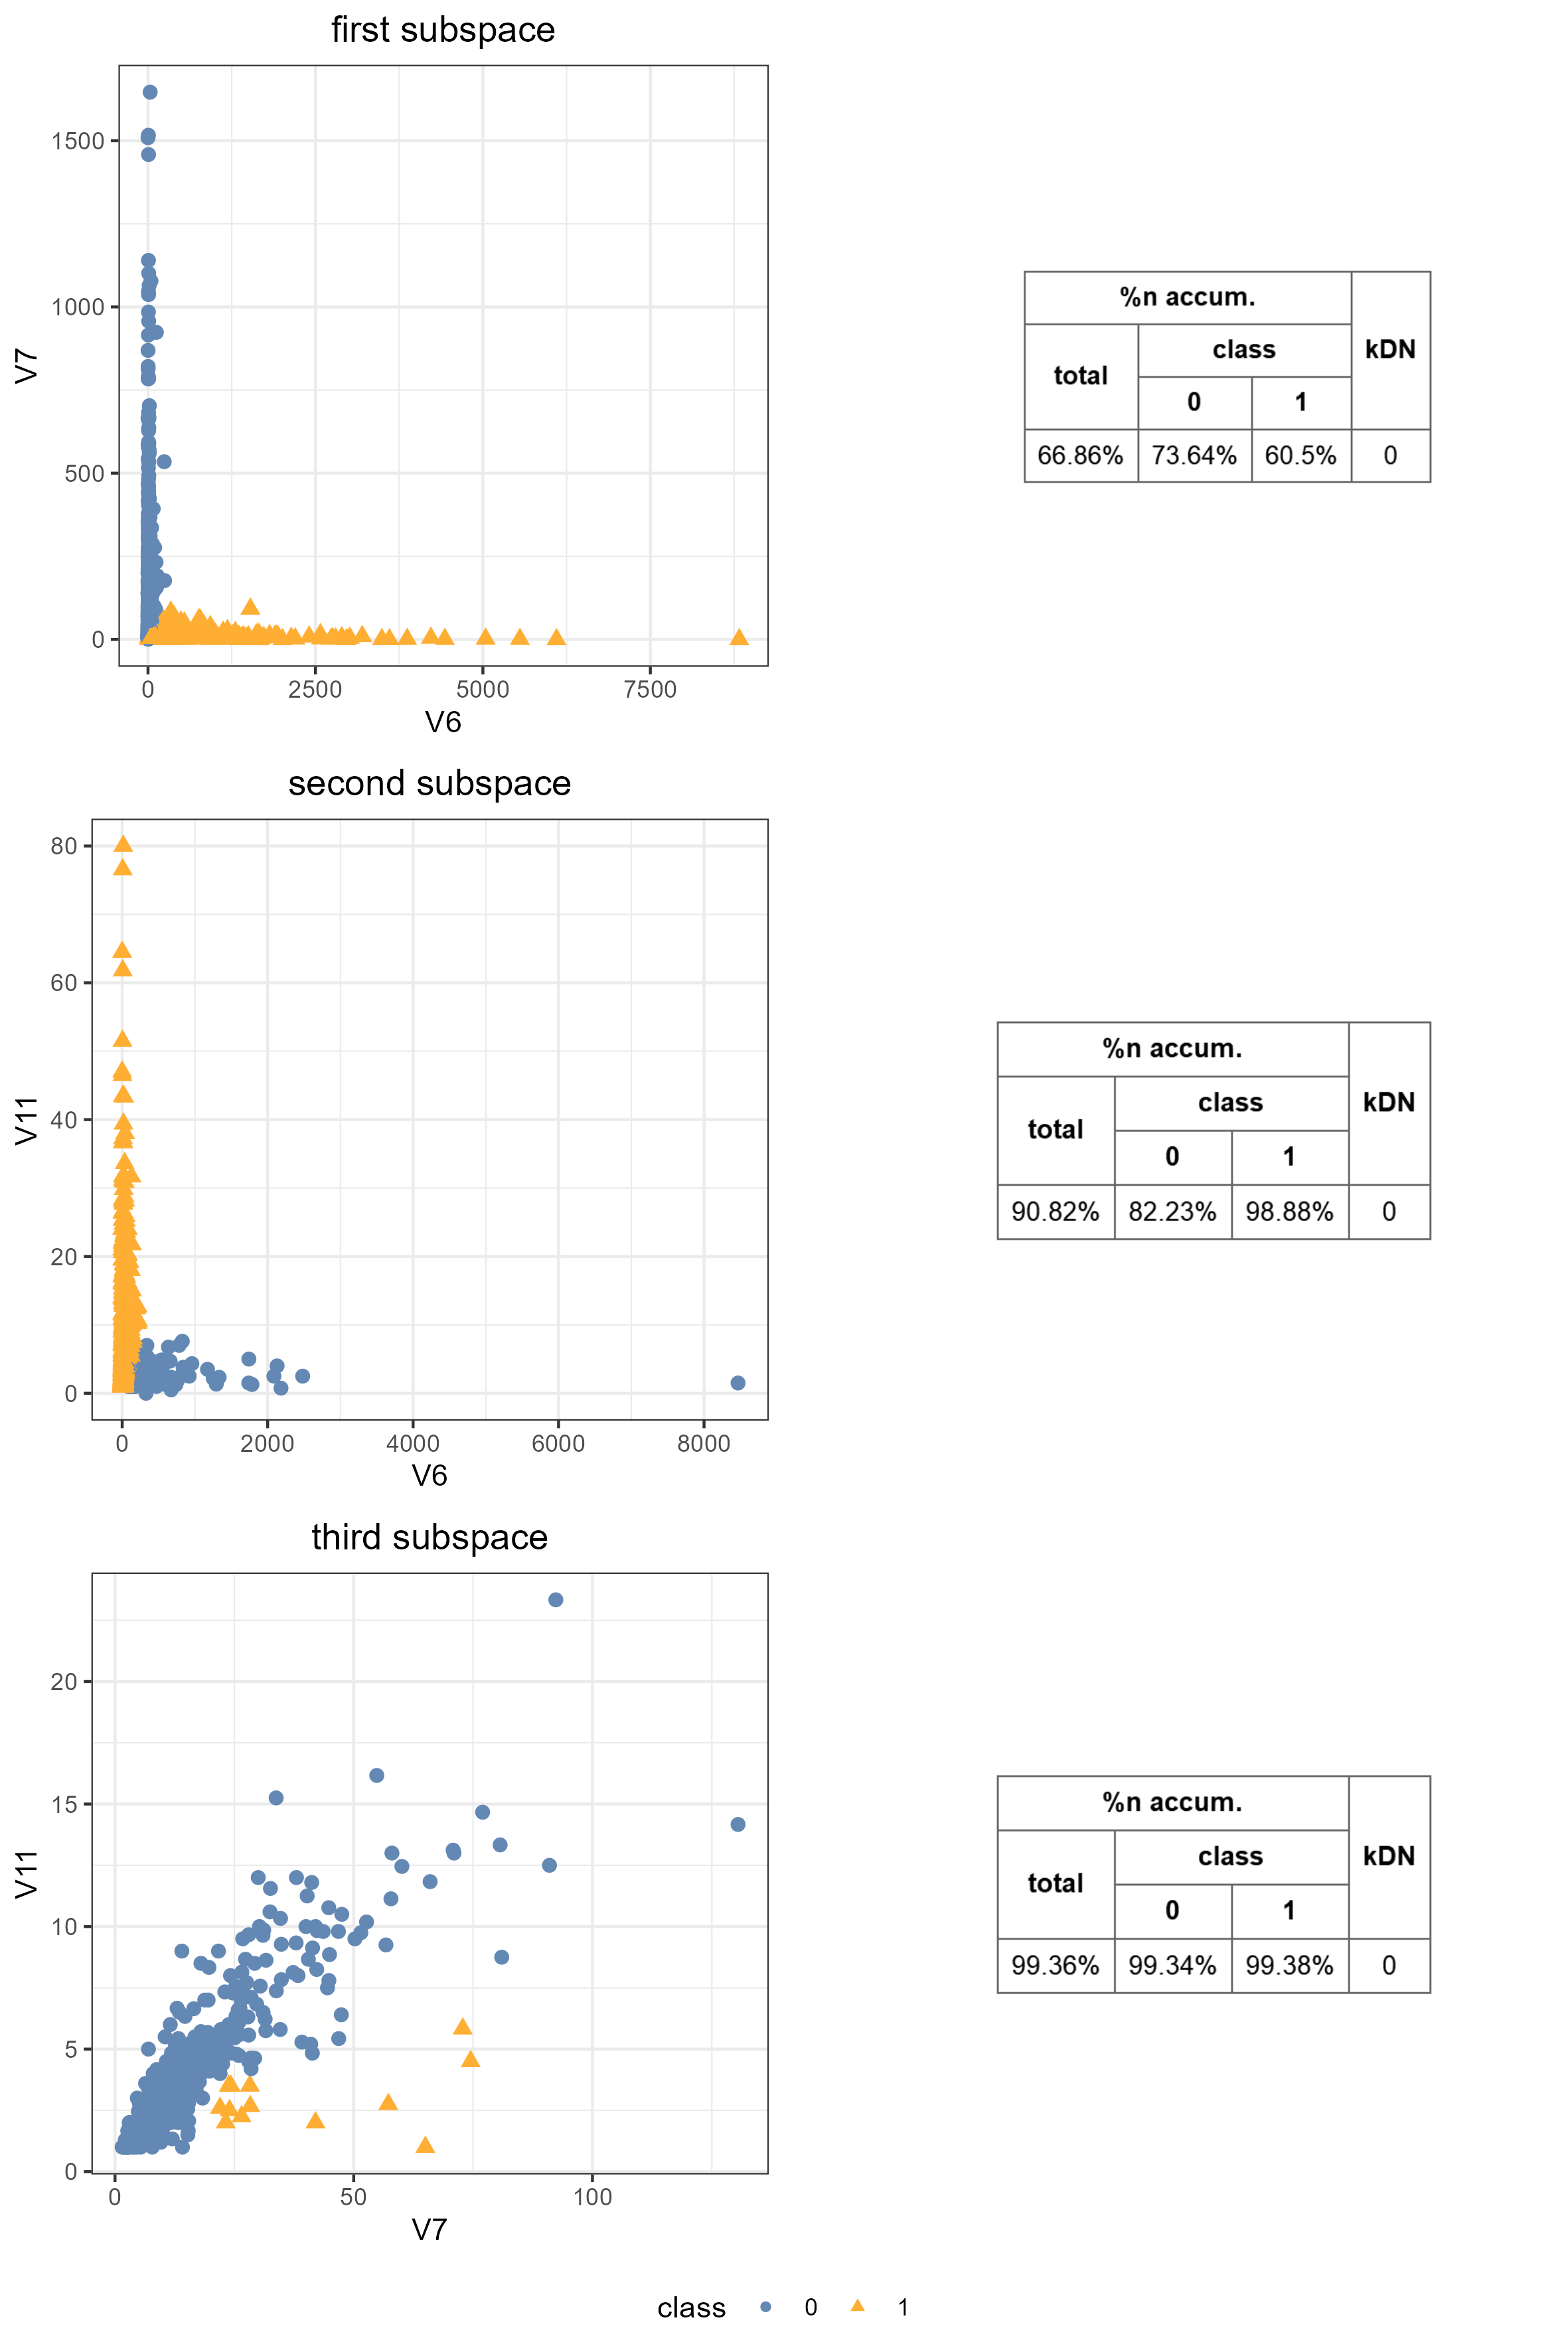 first subspace
1500
1000
500
0
V7
0 2500 5000 7500
V6
%n accum.
kDN
total
class
0 1
66.86% 73.64% 60.5% 0
second subspace
80
60
40
20
0
V11
0 2000 4000 6000 8000
V6
%n accum.
kDN
total
class
0 1
90.82% 82.23% 98.88% 0
third subspace
20
15
10
5
0
V11
0 50 100
V7
%n accum.
kDN
total
class
0 1
99.36% 99.34% 99.38% 0
class 0 1